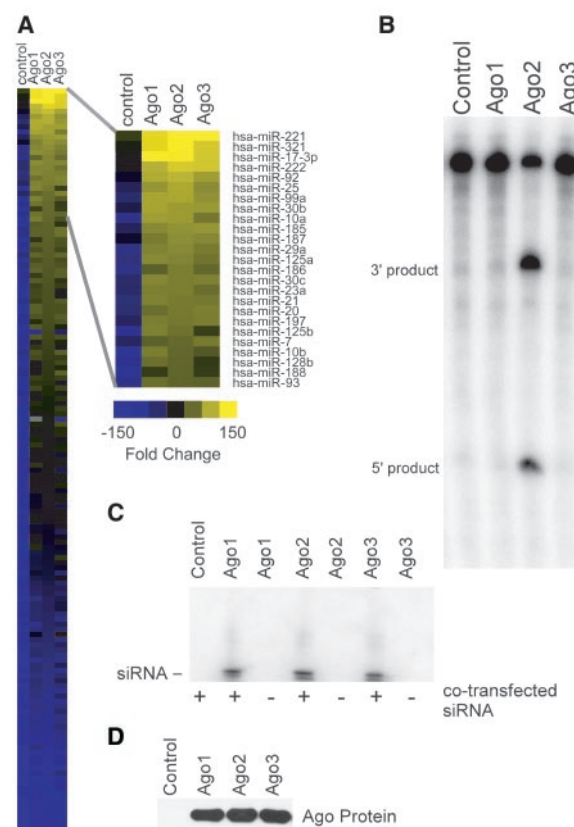 A
control
Ago1
Ago2
Ago3
control
Ago1
Ago2
Ago3
hsa-miR-221
hsa-miR-321
hsa-miR-17-3p
hsa-miR-222
hsa-miR-92
hsa-miR-25
hsa-miR-99a
hsa-miR-30b
hsa-miR-10a
hsa-miR-185
hsa-miR-187
hsa-miR-29a
hsa-miR-125a
hsa-miR-186
hsa-miR-30c
hsa-miR-23a
hsa-miR-21
hsa-miR-20
hsa-miR-197
hsa-miR-125b
hsa-miR-7
hsa-miR-10b
hsa-miR-128b
hsa-miR-188
hsa-miR-93
-150 0 150
Fold Change
B
Control
Ago1
Ago2
Ago3
3' product
5' product
C
Control
Ago1
Ago1
Ago2
Ago2
Ago3
Ago3
siRNA –
+ + - + - + -
co-transfected
siRNA
D
Control
Ago1
Ago2
Ago3
Ago Protein